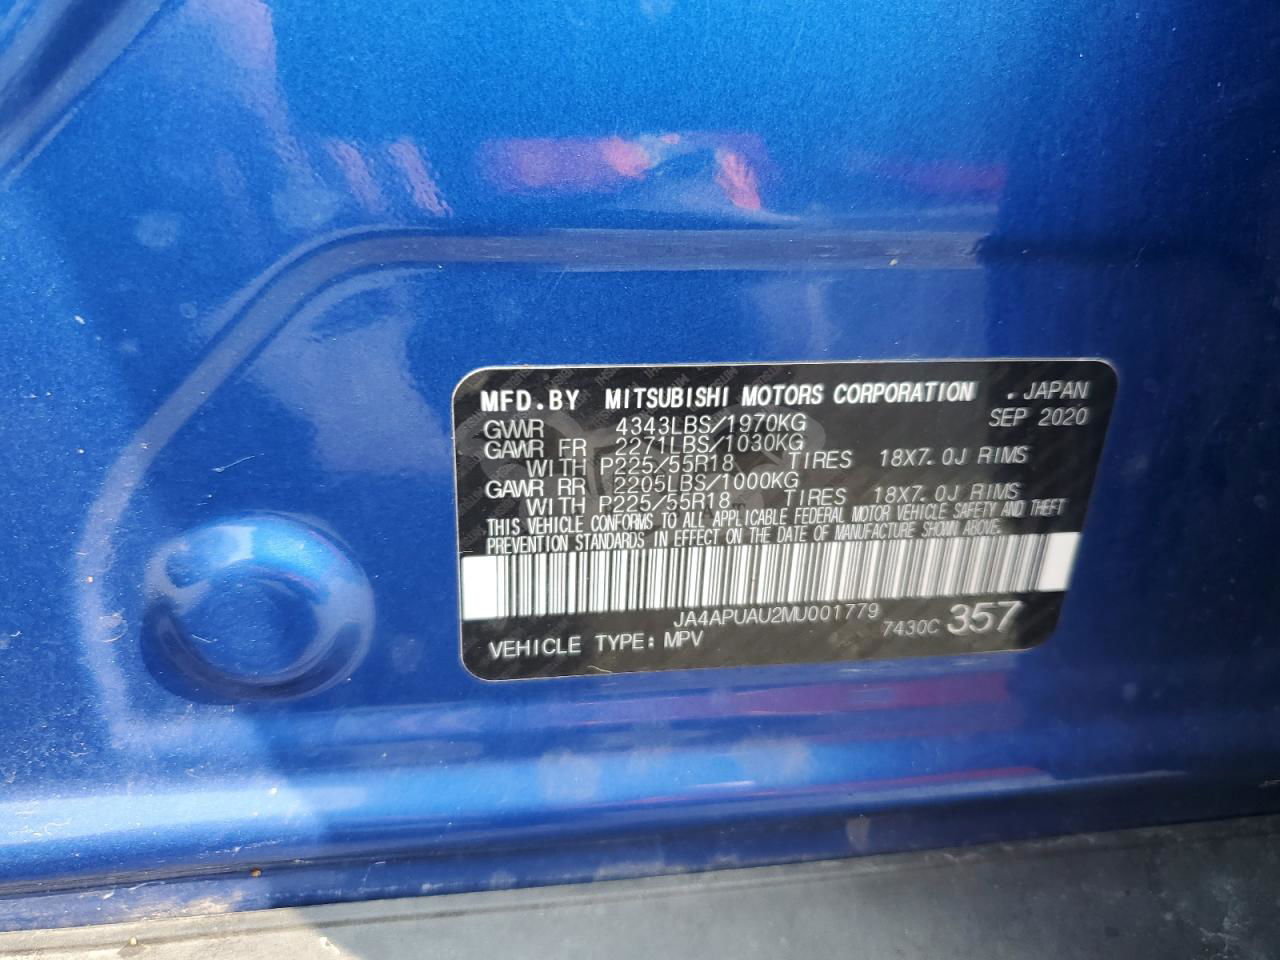 MFD.BY MITSUBISHI MOTORS CORPORATION . JAPAN
SEP 2020
GVWR 4343LBS/1970KG
GAWR FR 2271LBS/1030KG
WITH P225/55R18 TIRES 18X7.0J RIMS
GAWR RR 2205LBS/1000KG
WITH P225/55R18 TIRES 18X7.0J RIMS
THIS VEHICLE CONFORMS TO ALL APPLICABLE FEDERAL MOTOR VEHICLE SAFETY AND THEFT
PREVENTION STANDARDS IN EFFECT ON THE DATE OF MANUFACTURE SHOWN ABOVE.
JA4APUAU2MJ001779
VEHICLE TYPE: MPV 7430C 357